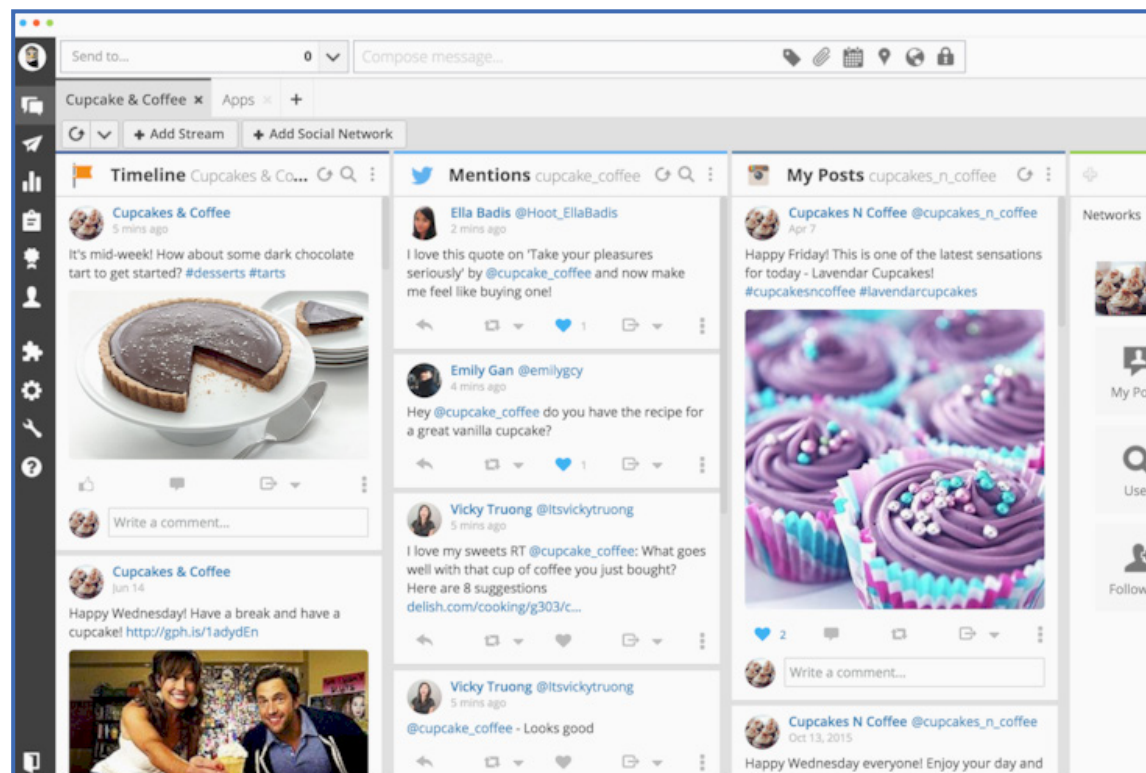 Send to...
0
Compose message...
Cupcake & Coffee ×
Apps ×
+
+ Add Stream
+ Add Social Network
Timeline Cupcakes & Co...
Cupcakes & Coffee
5 mins ago
It's mid-week! How about some dark chocolate
tart to get started? #desserts #tarts
Write a comment...
Cupcakes & Coffee
Jun 14
Happy Wednesday! Have a break and have a
cupcake! http://gph.is/1adydEn
Mentions cupcake_coffee
Ella Badis @Hoot_EllaBadis
2 mins ago
I love this quote on 'Take your pleasures
seriously' by @cupcake_coffee and now make
me feel like buying one!
1
Emily Gan @emilygcy
4 mins ago
Hey @cupcake_coffee do you have the recipe for
a great vanilla cupcake?
1
Vicky Truong @Itsvickytruong
5 mins ago
I love my sweets RT @cupcake_coffee: What goes
well with that cup of coffee you just bought?
Here are 8 suggestions
delish.com/cooking/g303/c...
Vicky Truong @Itsvickytruong
5 mins ago
@cupcake_coffee - Looks good
My Posts cupcakes_n_coffee
Cupcakes N Coffee @cupcakes_n_coffee
Apr 7
Happy Friday! This is one of the latest sensations
for today - Lavendar Cupcakes!
#cupcakesncoffee #lavendarcupcakes
2
Write a comment...
Cupcakes N Coffee @cupcakes_n_coffee
Oct 13, 2015
Happy Wednesday everyone! Enjoy your day and
Networks
My Po
Use
Follow